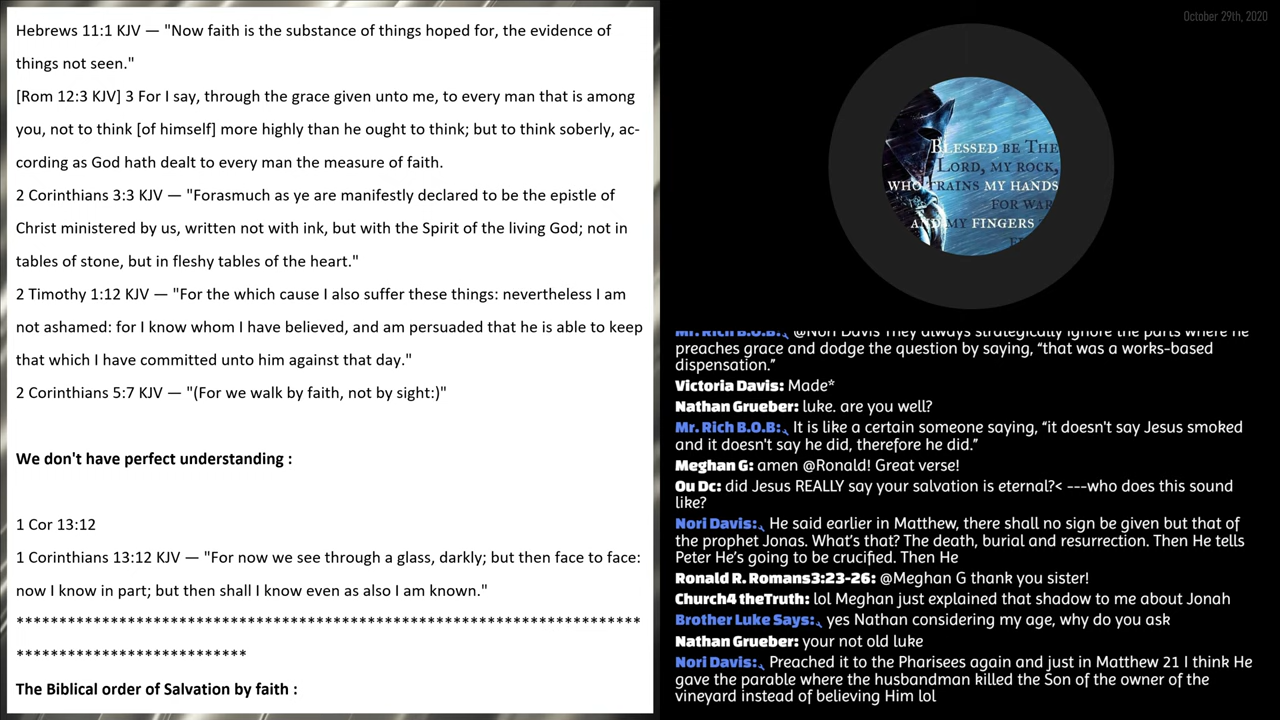 Hebrews 11:1 KJV — "Now faith is the substance of things hoped for, the evidence of
things not seen."
[Rom 12:3 KJV] 3 For I say, through the grace given unto me, to every man that is among
you, not to think [of himself] more highly than he ought to think; but to think soberly, ac-
cording as God hath dealt to every man the measure of faith.
2 Corinthians 3:3 KJV — "Forasmuch as ye are manifestly declared to be the epistle of
Christ ministered by us, written not with ink, but with the Spirit of the living God; not in
tables of stone, but in fleshy tables of the heart."
2 Timothy 1:12 KJV — "For the which cause I also suffer these things: nevertheless I am
not ashamed: for I know whom I have believed, and am persuaded that he is able to keep
that which I have committed unto him against that day."
2 Corinthians 5:7 KJV — "(For we walk by faith, not by sight:)"
We don't have perfect understanding :
1 Cor 13:12
1 Corinthians 13:12 KJV — "For now we see through a glass, darkly; but then face to face:
now I know in part; but then shall I know even as also I am known."
*************************************************************************
***************************
The Biblical order of Salvation by faith :
October 29th, 2020
BLESSED BE THE
LORD, MY ROCK,
WHO TRAINS MY HANDS
FOR WAR
AND MY FINGERS
Mr. Rich B.O.B: @Nori Davis They always strategically ignore the parts where he
preaches grace and dodge the question by saying, “that was a works-based
dispensation.”
Victoria Davis: Made*
Nathan Grueber: luke. are you well?
Mr. Rich B.O.B: It is like a certain someone saying, “it doesn't say Jesus smoked
and it doesn't say he did, therefore he did.”
Meghan G: amen @Ronald! Great verse!
Ou Dc: did Jesus REALLY say your salvation is eternal?< ---who does this sound
like?
Nori Davis: He said earlier in Matthew, there shall no sign be given but that of
the prophet Jonas. What’s that? The death, burial and resurrection. Then He tells
Peter He’s going to be crucified. Then He
Ronald R. Romans3:23-26: @Meghan G thank you sister!
Church4 theTruth: lol Meghan just explained that shadow to me about Jonah
Brother Luke Says: yes Nathan considering my age, why do you ask
Nathan Grueber: your not old luke
Nori Davis: Preached it to the Pharisees again and just in Matthew 21 I think He
gave the parable where the husbandman killed the Son of the owner of the
vineyard instead of believing Him lol